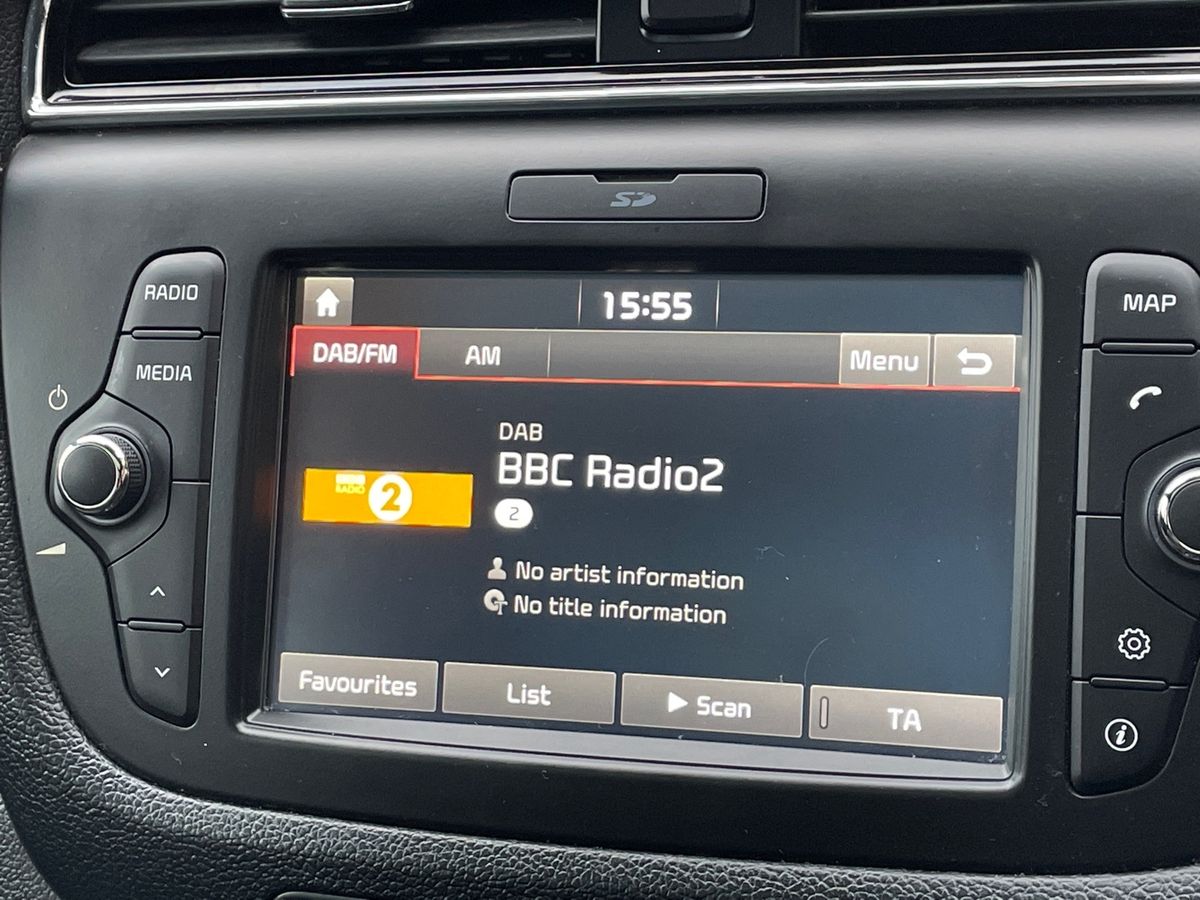 SD
RADIO
MEDIA
15:55
DAB/FM
AM
Menu
DAB
BBC Radio2
RADIO
2
2
No artist information
No title information
Favourites
List
Scan
TA
MAP